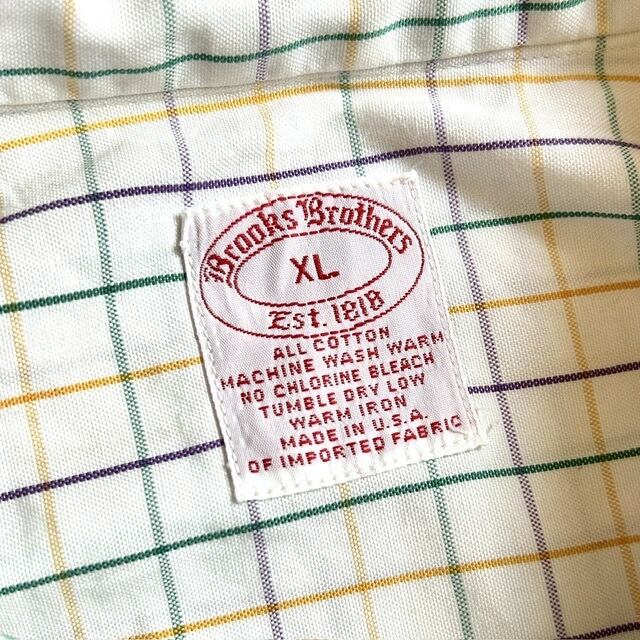 Brooks Brothers
XL
Est. 1818
ALL COTTON
MACHINE WASH WARM
NO CHLORINE BLEACH
TUMBLE DRY LOW
WARM IRON
MADE IN U.S.A.
OF IMPORTED FABRIC